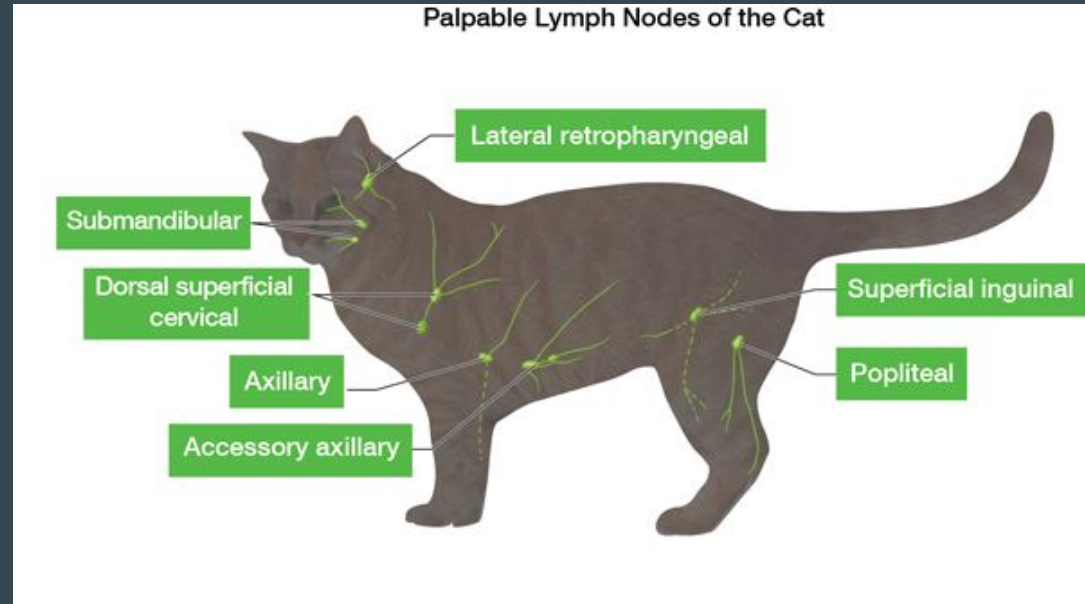 Palpable Lymph Nodes of the Cat
Lateral retropharyngeal
Submandibular
Dorsal superficial
cervical
Axillary
Accessory axillary
Superficial inguinal
Popliteal